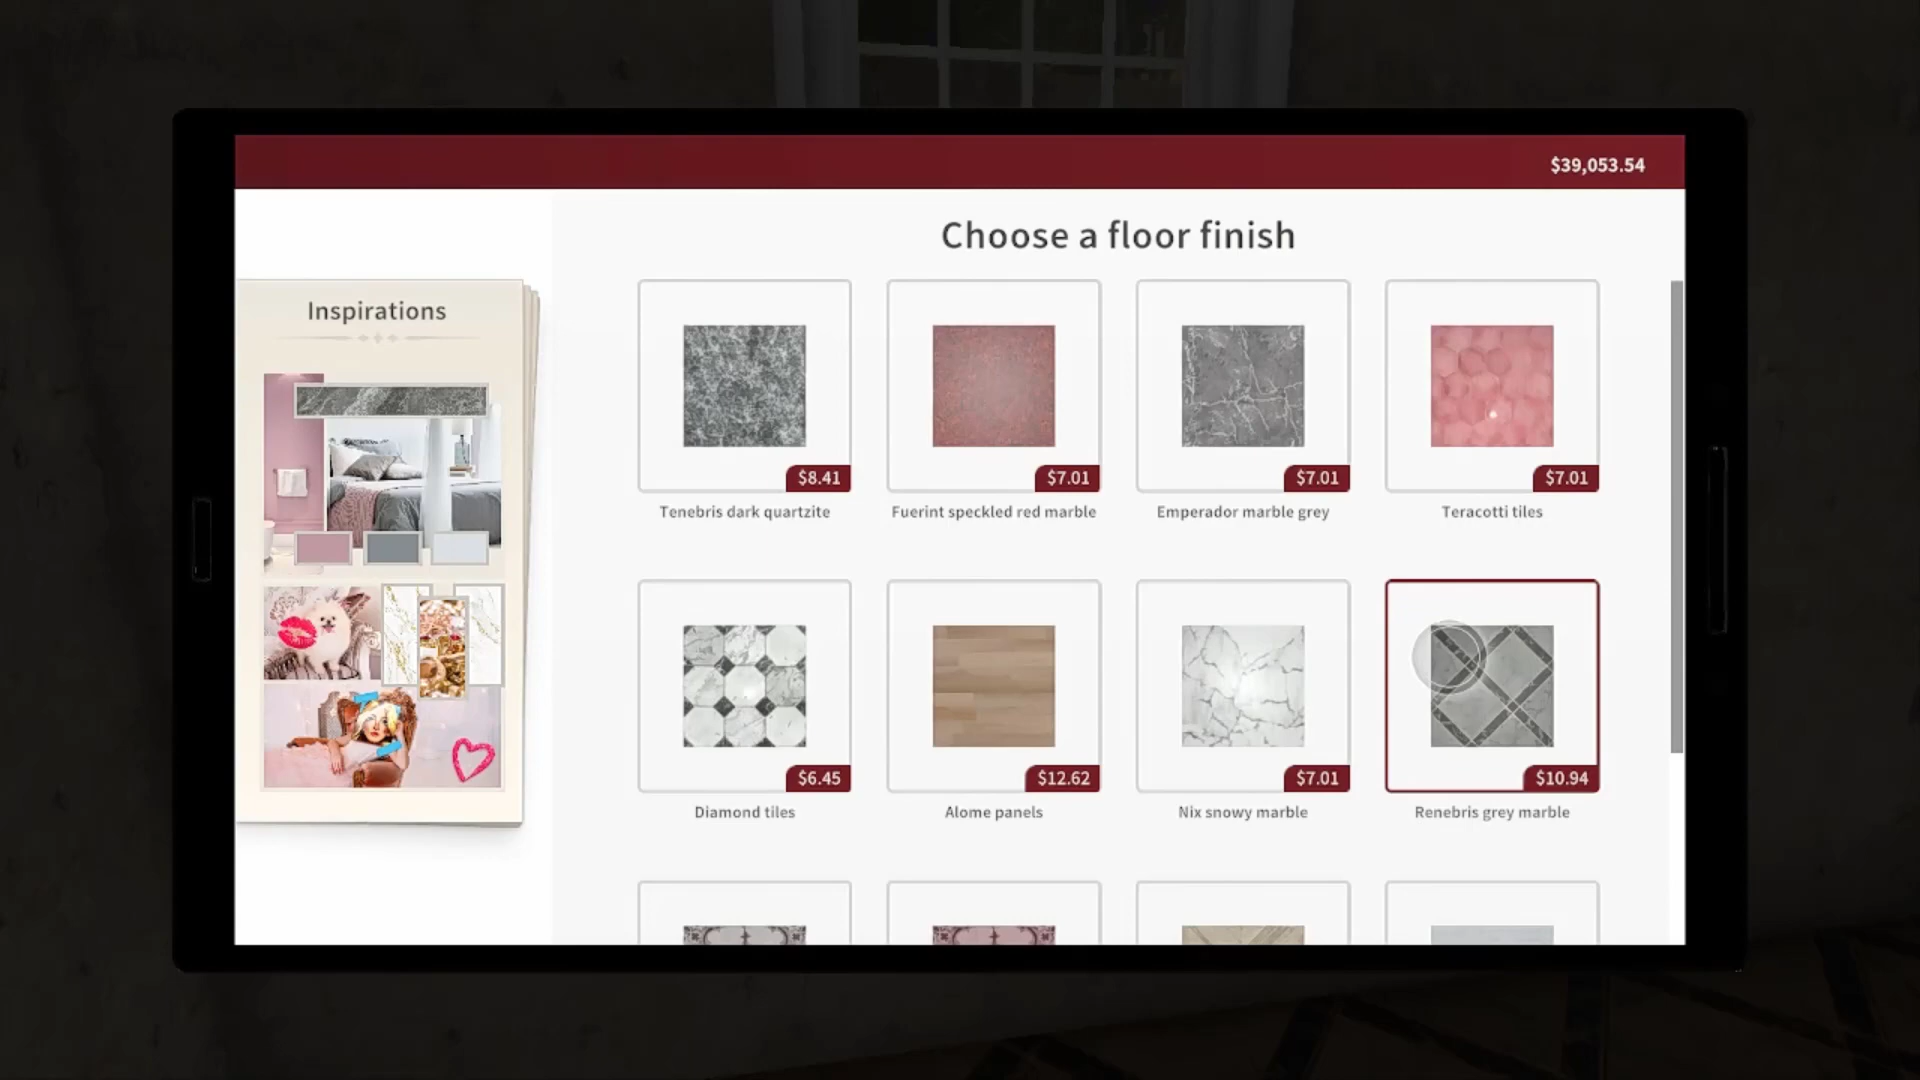 $39,053.54
Choose a floor finish
Inspirations
$8.41
$7.01
$7.01
$7.01
Tenebris dark quartzite
Fuerint speckled red marble
Emperador marble grey
Teracotti tiles
$6.45
$12.62
$7.01
$10.94
Diamond tiles
Alome panels
Nix snowy marble
Renebris grey marble